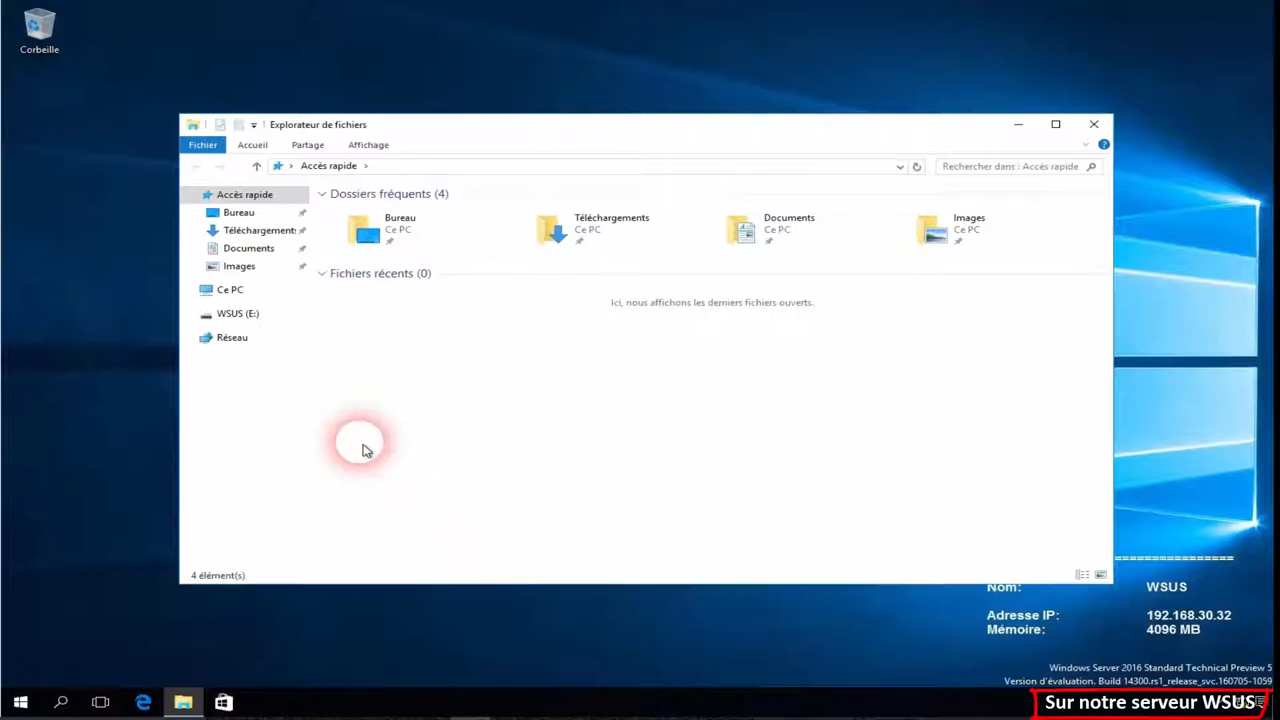 Corbeille
Explorateur de fichiers
Fichier Accueil Partage Affichage
Accès rapide
Rechercher dans : Accès rapide
Accès rapide
Bureau
Téléchargements
Documents
Images
Ce PC
WSUS (E:)
Réseau
Dossiers fréquents (4)
Bureau
Ce PC
Téléchargements
Ce PC
Documents
Ce PC
Images
Ce PC
Fichiers récents (0)
Ici, nous affichons les derniers fichiers ouverts.
4 élément(s)
Nom: WSUS
Adresse IP: 192.168.30.32
Mémoire: 4096 MB
Windows Server 2016 Standard Technical Preview 5
Version d'évaluation. Build 14300.rs1_release_svc.160705-1059
Sur notre serveur WSUS